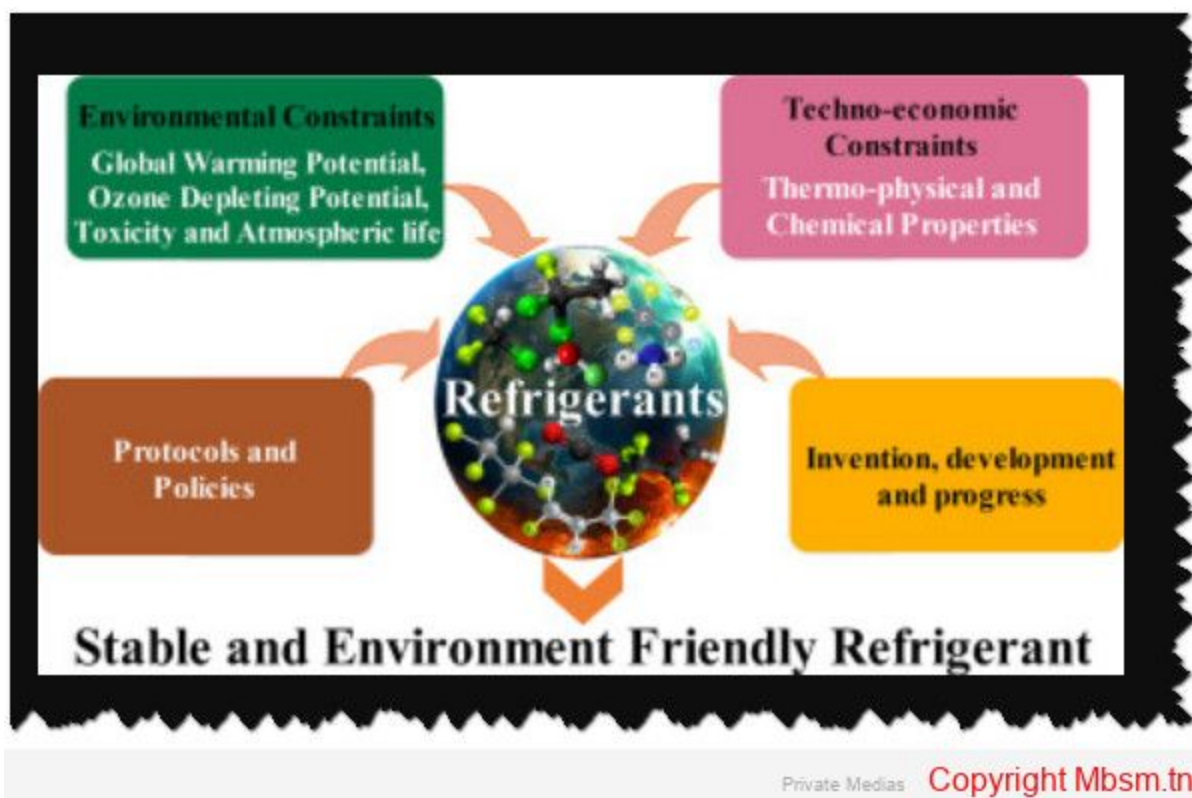 Environmental Constraints
Global Warming Potential,
Ozone Depleting Potential,
Toxicity and Atmospheric life
Techno-economic
Constraints
Thermo-physical and
Chemical Properties
Refrigerants
Protocols and
Policies
Invention, development
and progress
Stable and Environment Friendly Refrigerant
Private Medias Copyright Mbsm.tn